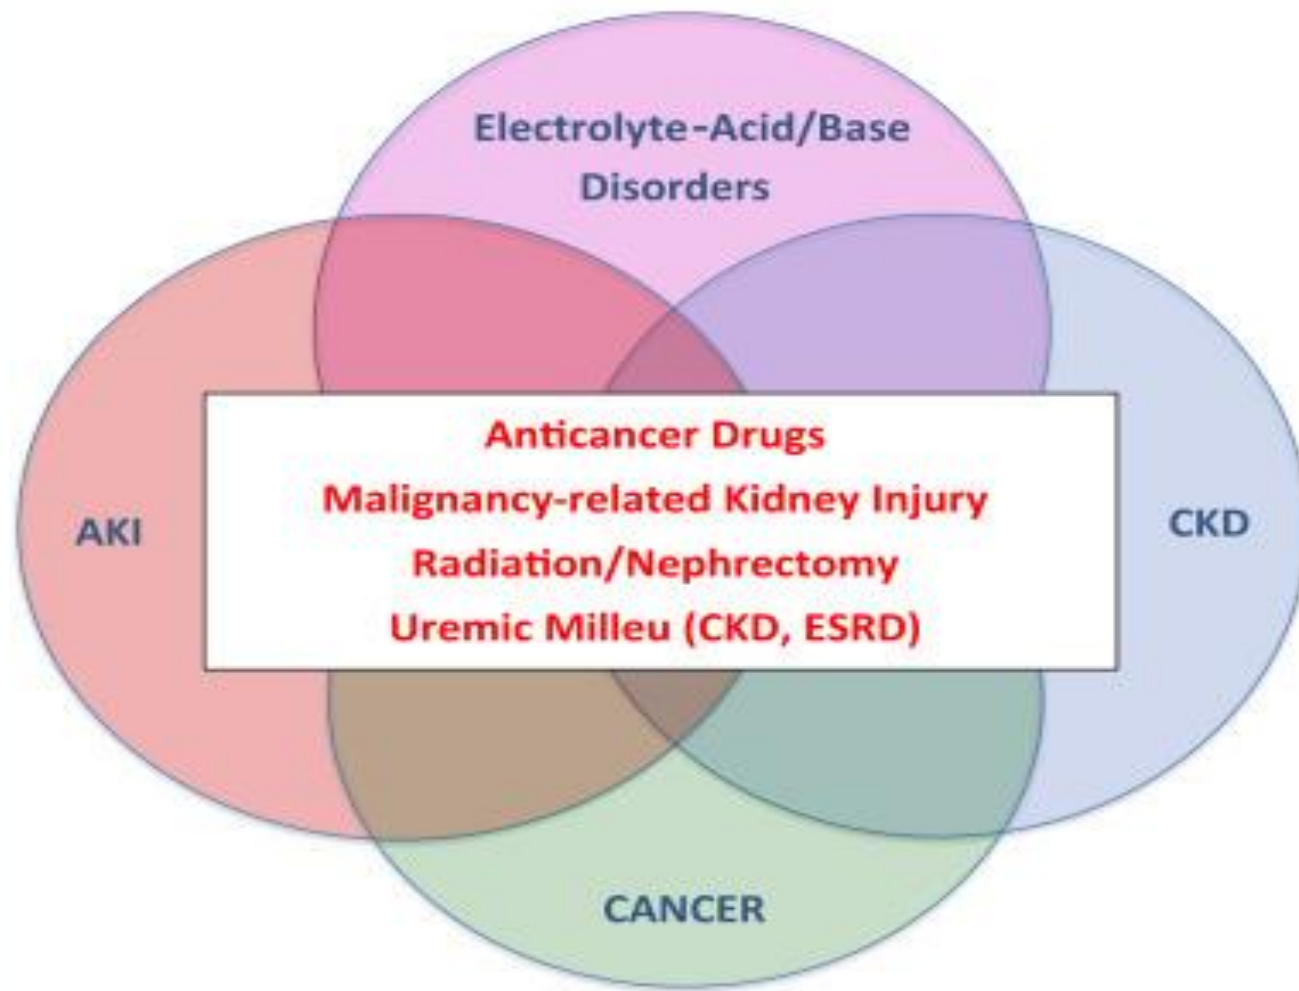 Electrolyte-Acid/Base
Disorders
Anticancer Drugs
Malignancy-related Kidney Injury
AKI
CKD
Radiation/Nephrectomy
Uremic Milleu (CKD, ESRD)
CANCER